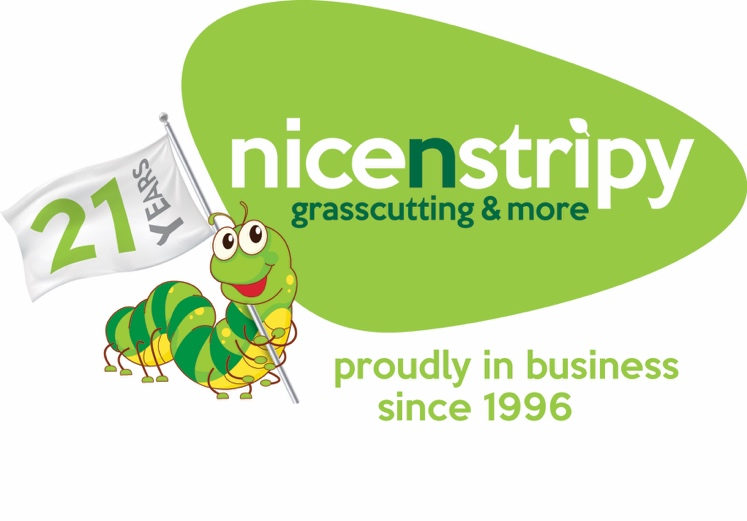 21
YEARS
nicenstripy
grasscutting & more
proudly in business
since 1996